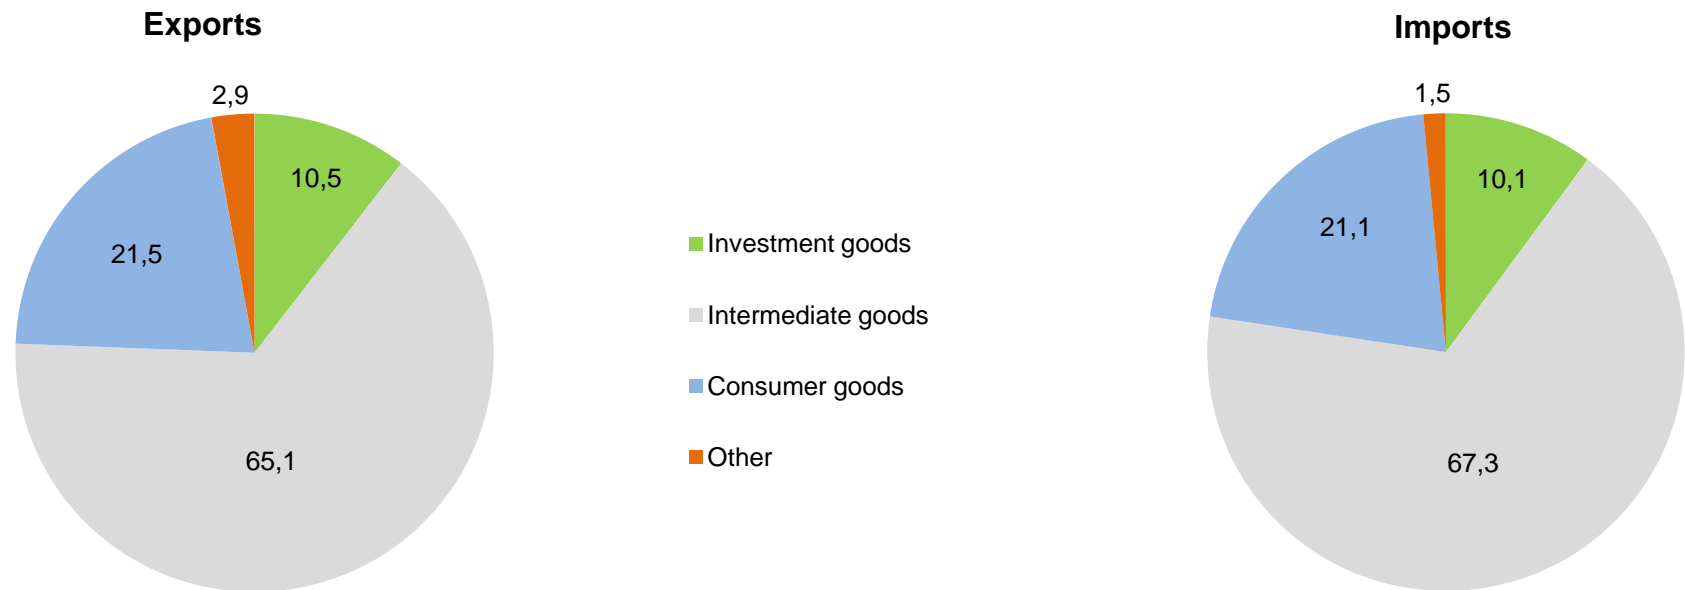 Exports
2,9
10,5
21,5
65,1
Investment goods
Intermediate goods
Consumer goods
Other
Imports
1,5
10,1
21,1
67,3